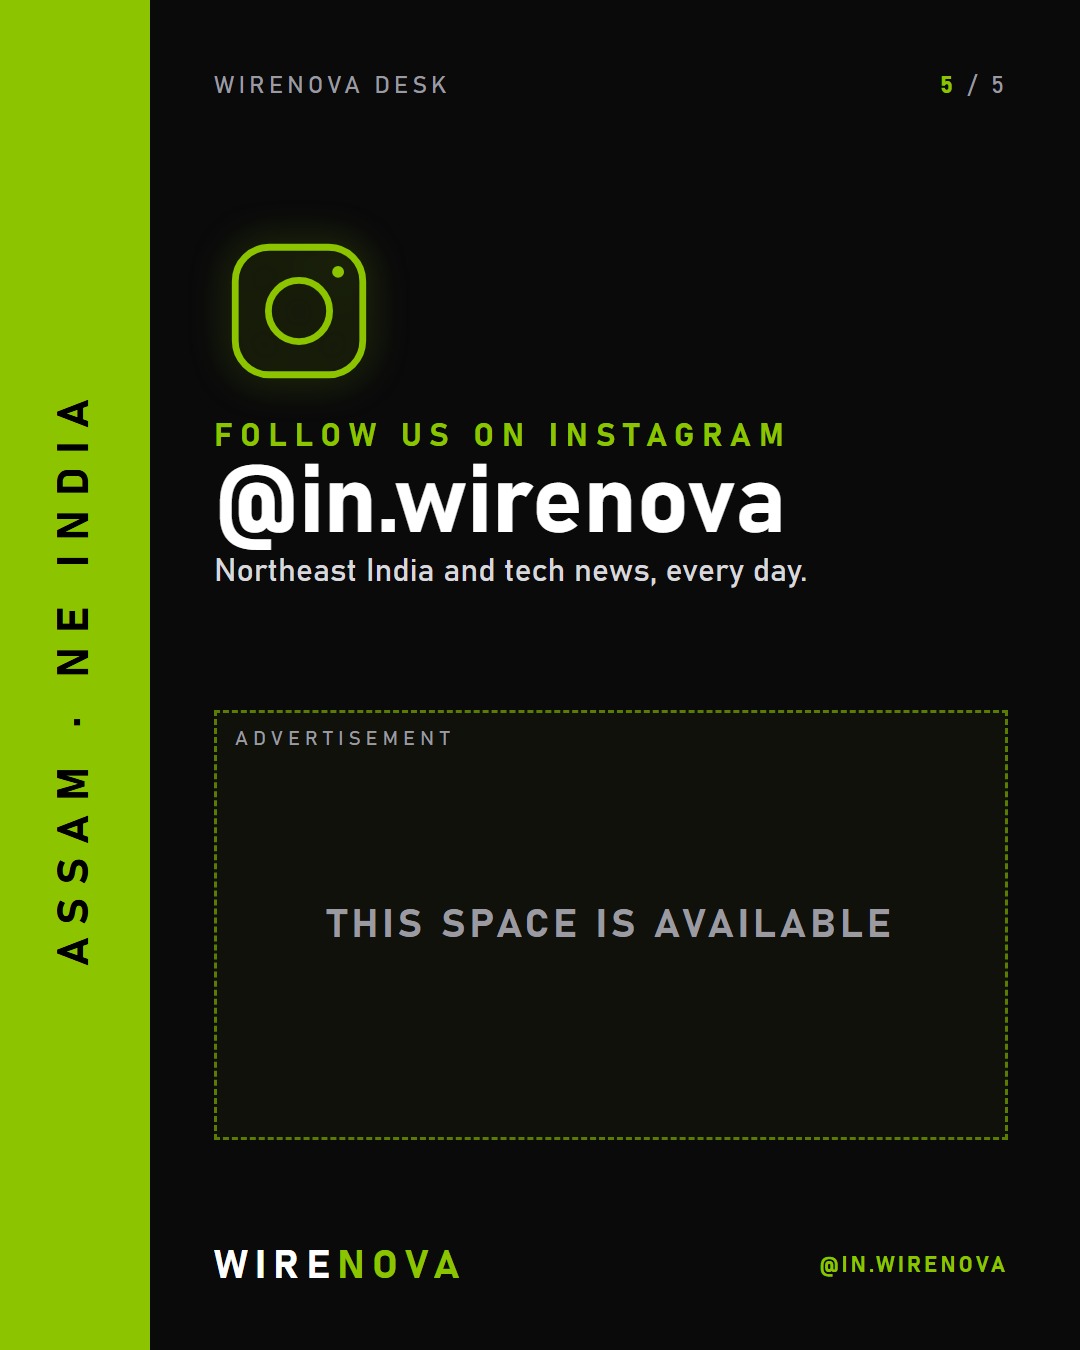 WIRENOVA DESK
5 / 5
ASSAM · NE INDIA
FOLLOW US ON INSTAGRAM
@in.wirenova
Northeast India and tech news, every day.
ADVERTISEMENT
THIS SPACE IS AVAILABLE
WIRENOVA
@IN.WIRENOVA